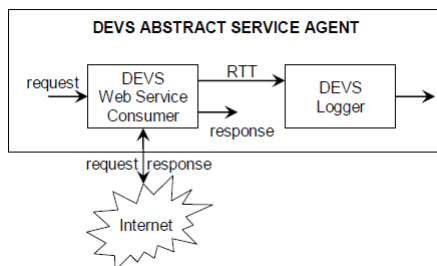 DEVS ABSTRACT SERVICE AGENT
request
DEVS
Web Service
Consumer
RTT
response
DEVS
Logger
request response
Internet